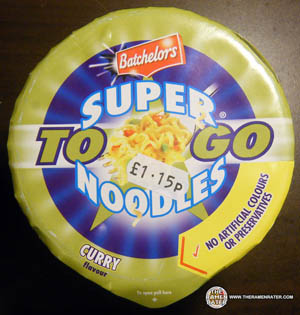 Batchelors
SUPER
TO GO
NOODLES®
£1·15p
CURRY
flavour
NO ARTIFICIAL COLOURS
OR PRESERVATIVES
To open pull here
THE
RAMEN
RATER
WWW.THERAMENRATER.COM